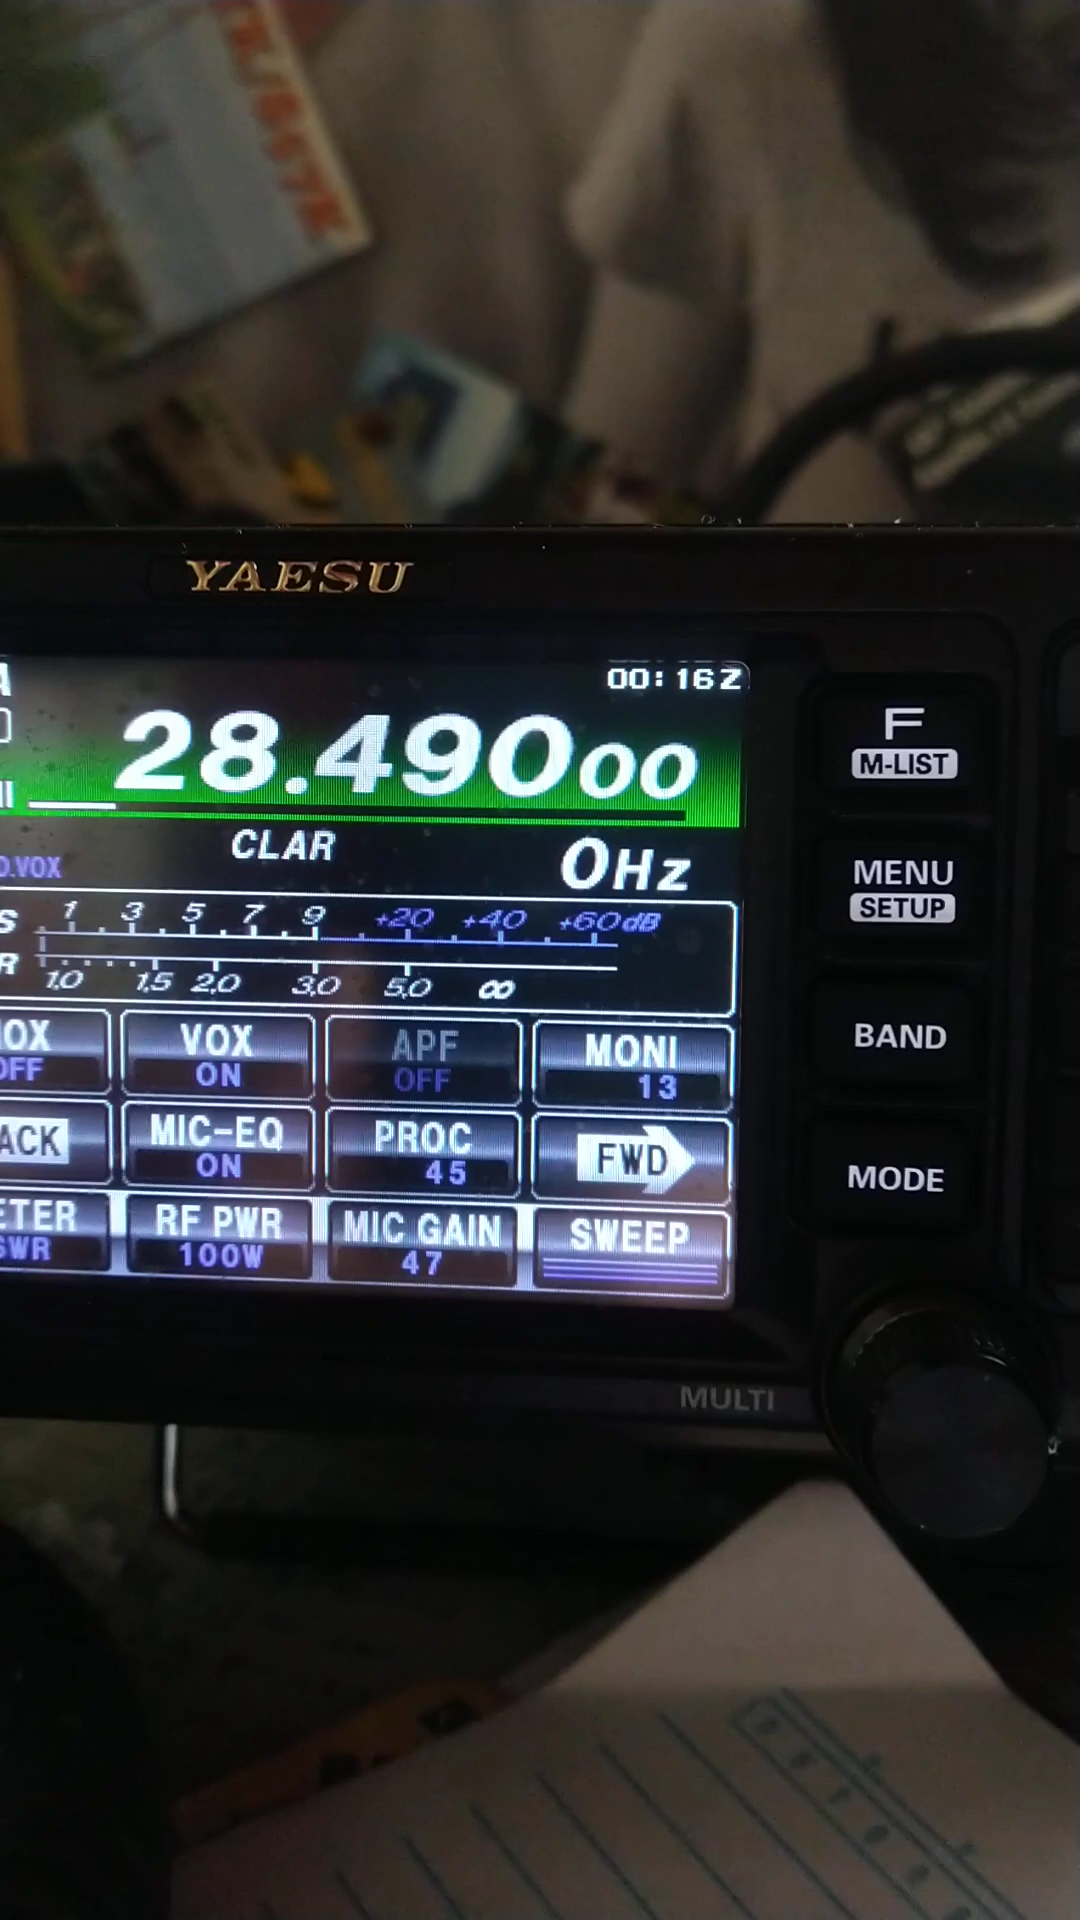 YAESU
00:16Z
28.49000
CLAR
0Hz
.VOX
S 1 3 5 7 9 +20 +40 +60dB
R 1.0 1.5 2.0 3.0 5.0 ∞
OX
OFF
VOX
ON
APF
OFF
MONI
13
ACK
MIC-EQ
ON
PROC
45
FWD
ETER
SWR
RF PWR
100W
MIC GAIN
47
SWEEP
F
M-LIST
MENU
SETUP
BAND
MODE
MULTI